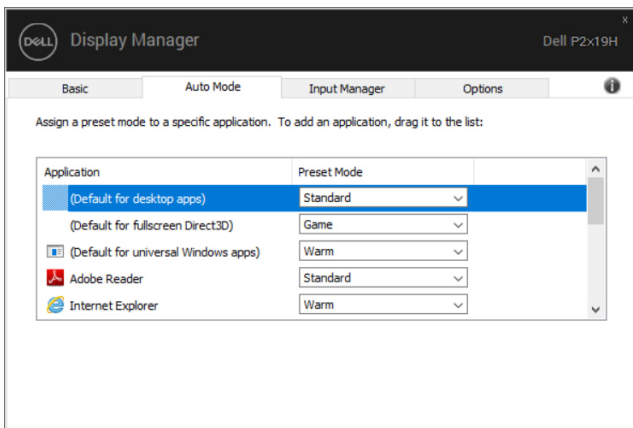 x
DELL Display Manager Dell P2x19H
Basic Auto Mode Input Manager Options
Assign a preset mode to a specific application. To add an application, drag it to the list:
Application Preset Mode
(Default for desktop apps) Standard
(Default for fullscreen Direct3D) Game
(Default for universal Windows apps) Warm
Adobe Reader Standard
Internet Explorer Warm